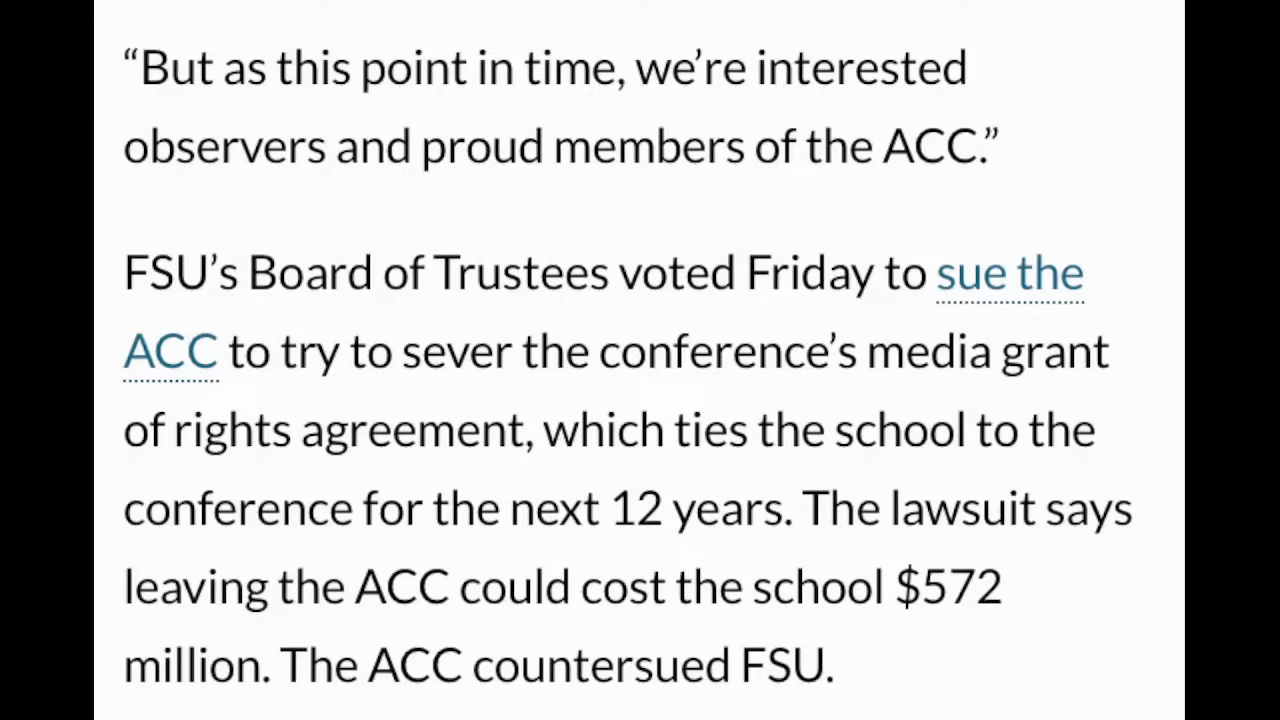 “But as this point in time, we’re interested
observers and proud members of the ACC.”
FSU’s Board of Trustees voted Friday to sue the
ACC to try to sever the conference’s media grant
of rights agreement, which ties the school to the
conference for the next 12 years. The lawsuit says
leaving the ACC could cost the school $572
million. The ACC countersued FSU.